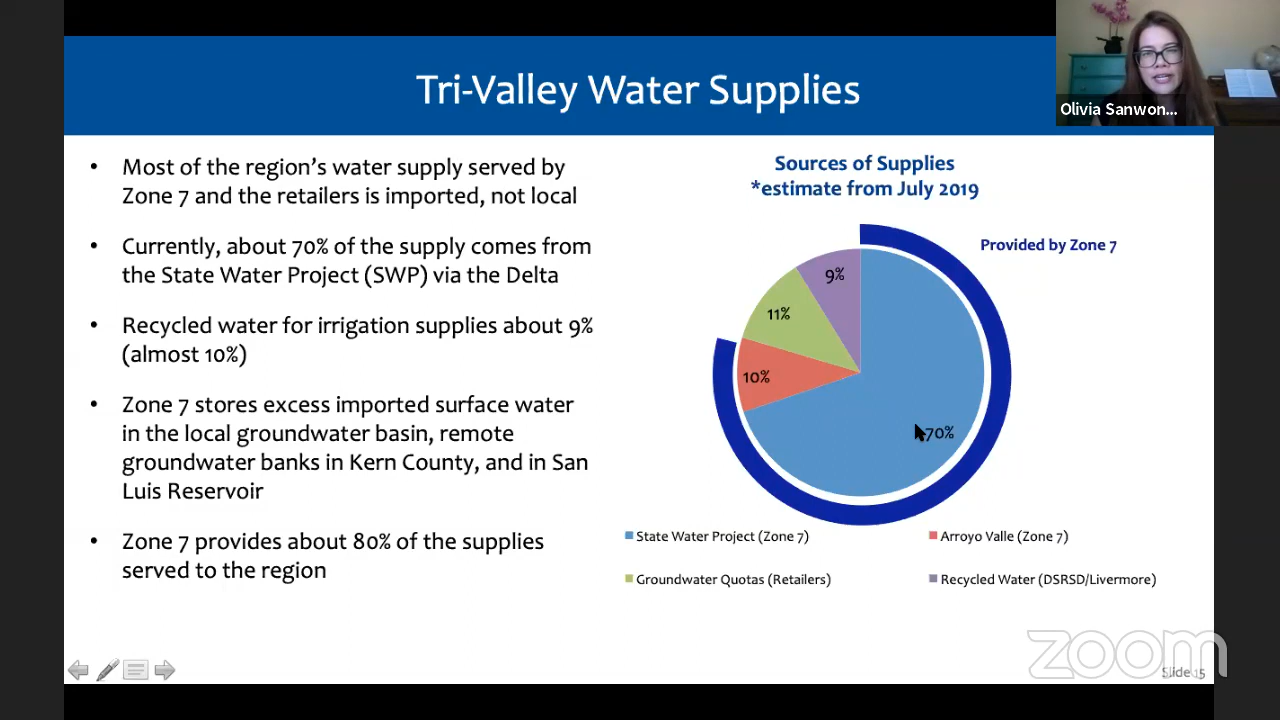 Tri-Valley Water Supplies
Olivia Sanwon...
• Most of the region's water supply served by
Zone 7 and the retailers is imported, not local
• Currently, about 70% of the supply comes from
the State Water Project (SWP) via the Delta
• Recycled water for irrigation supplies about 9%
(almost 10%)
• Zone 7 stores excess imported surface water
in the local groundwater basin, remote
groundwater banks in Kern County, and in San
Luis Reservoir
• Zone 7 provides about 80% of the supplies
served to the region
Sources of Supplies
*estimate from July 2019
Provided by Zone 7
9%
11%
10%
70%
State Water Project (Zone 7)
Arroyo Valle (Zone 7)
Groundwater Quotas (Retailers)
Recycled Water (DSRSD/Livermore)
zoom
Slide 15